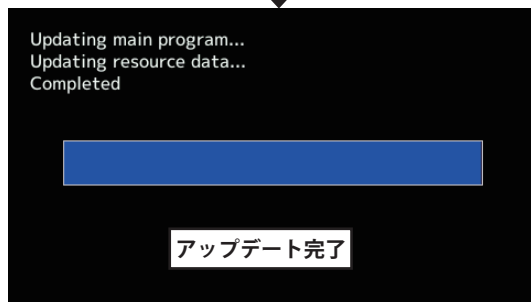 Updating main program...
Updating resource data...
Completed
アップデート完了